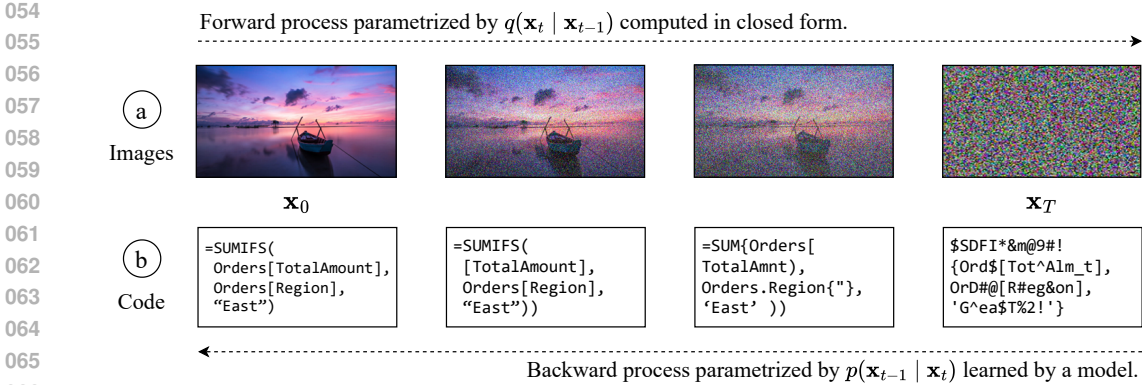 054
Forward process parametrized by q(x_t | x_{t−1}) computed in closed form.
055
056
057
a
058
Images
059
060
x_0
x_T
061
b
Code
=SUMIFS(
Orders[TotalAmount],
Orders[Region],
“East”)
=SUMIFS(
[TotalAmount],
Orders[Region],
“East”))
=SUM{Orders[
TotalAmnt),
Orders.Region{"},
‘East’ ))
$SDFI*&m@9#!
{Ord$[Tot^Alm_t],
OrD#@[R#eg&on],
'G^ea$T%2!'}
062
063
064
065
Backward process parametrized by p(x_{t−1} | x_t) learned by a model.